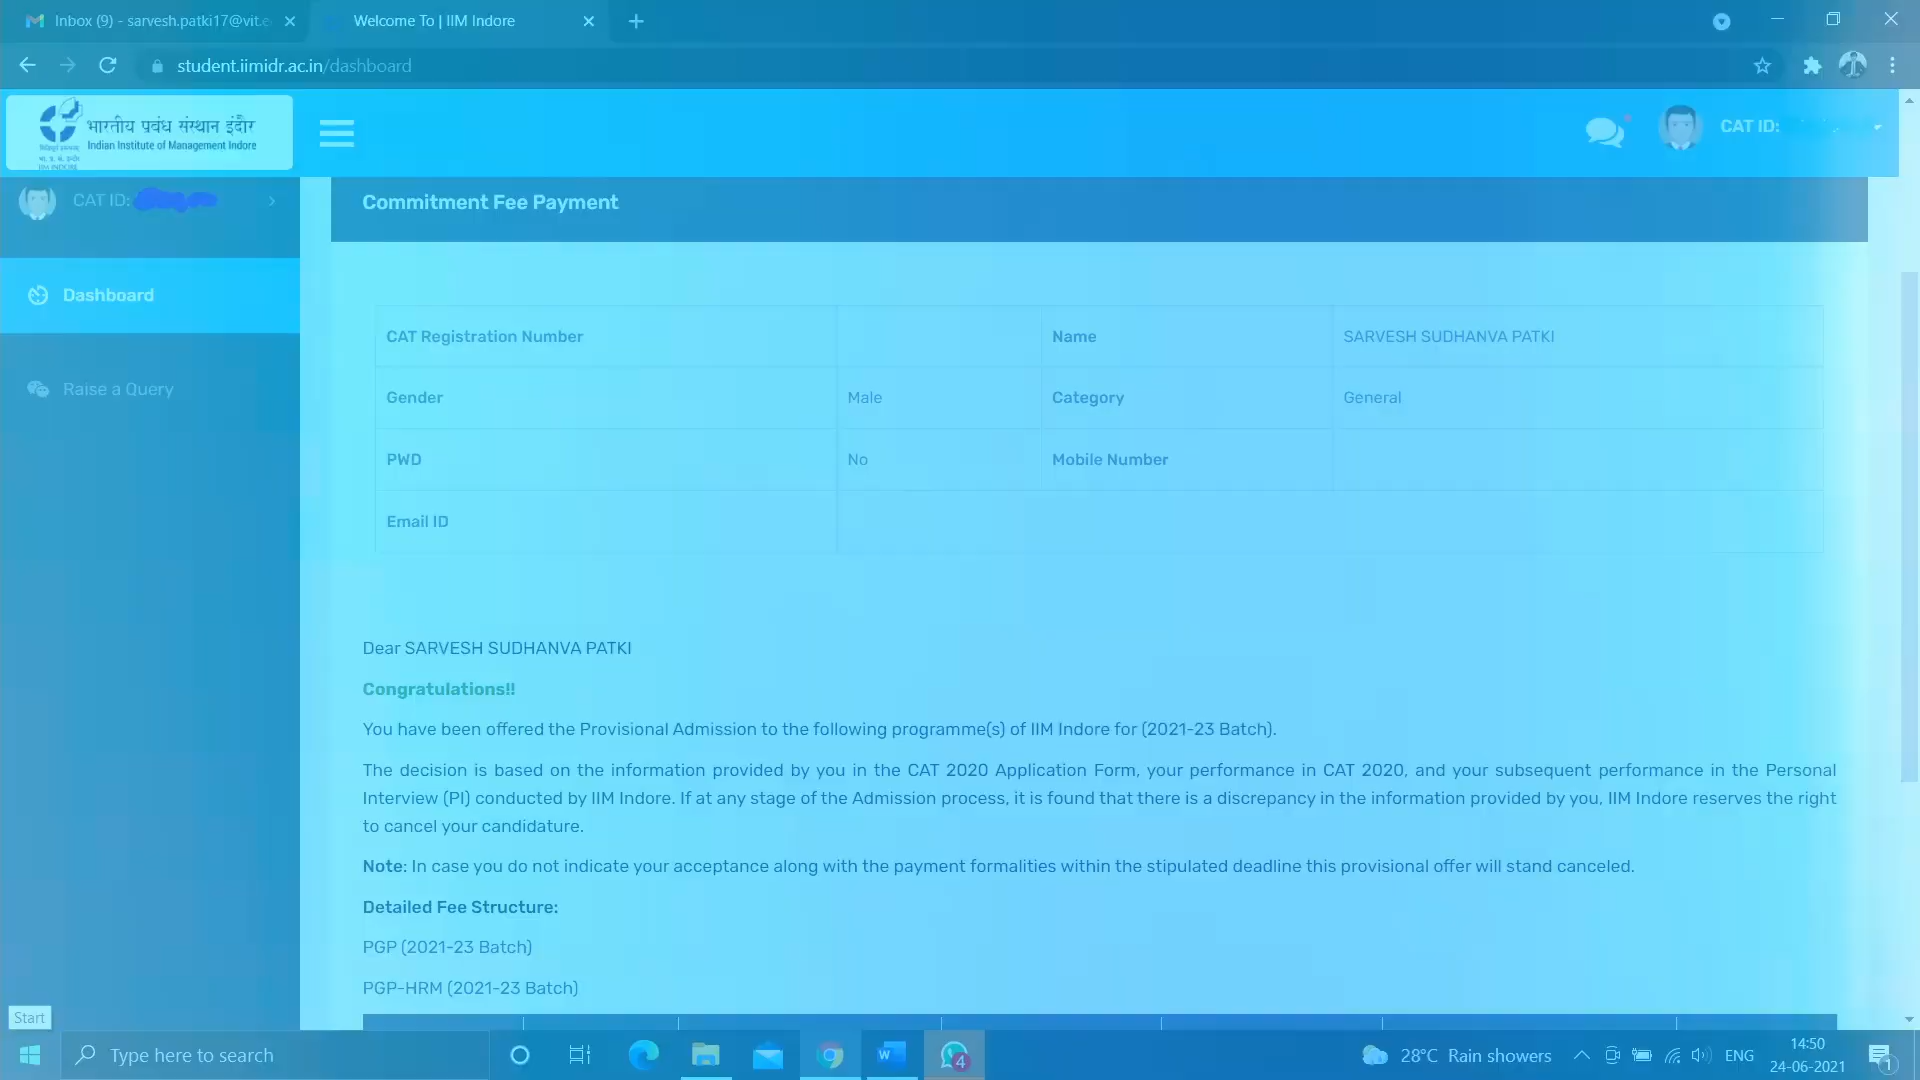 Inbox (9) - sarvesh.patki17@vit.e
Welcome To | IIM Indore
student.iimidr.ac.in/dashboard
भारतीय प्रबंध संस्थान इंदौर
Indian Institute of Management Indore
CAT ID:
CAT ID:
Commitment Fee Payment
Dashboard
Raise a Query
CAT Registration Number Name SARVESH SUDHANVA PATKI
Gender Male Category General
PWD No Mobile Number
Email ID
Dear SARVESH SUDHANVA PATKI
Congratulations!!
You have been offered the Provisional Admission to the following programme(s) of IIM Indore for (2021-23 Batch).
The decision is based on the information provided by you in the CAT 2020 Application Form, your performance in CAT 2020, and your subsequent performance in the Personal
Interview (PI) conducted by IIM Indore. If at any stage of the Admission process, it is found that there is a discrepancy in the information provided by you, IIM Indore reserves the right
to cancel your candidature.
Note: In case you do not indicate your acceptance along with the payment formalities within the stipulated deadline this provisional offer will stand canceled.
Detailed Fee Structure:
PGP (2021-23 Batch)
PGP-HRM (2021-23 Batch)
Start
Type here to search
4
28°C Rain showers
ENG
14:50
24-06-2021
1